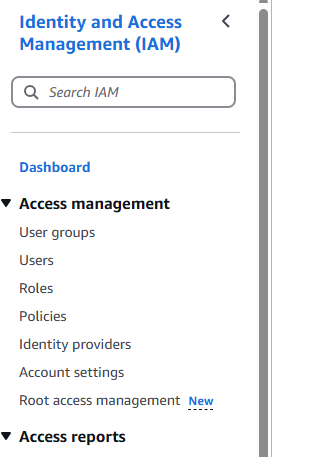 Identity and Access
Management (IAM)
Search IAM
Dashboard
Access management
User groups
Users
Roles
Policies
Identity providers
Account settings
Root access management New
Access reports